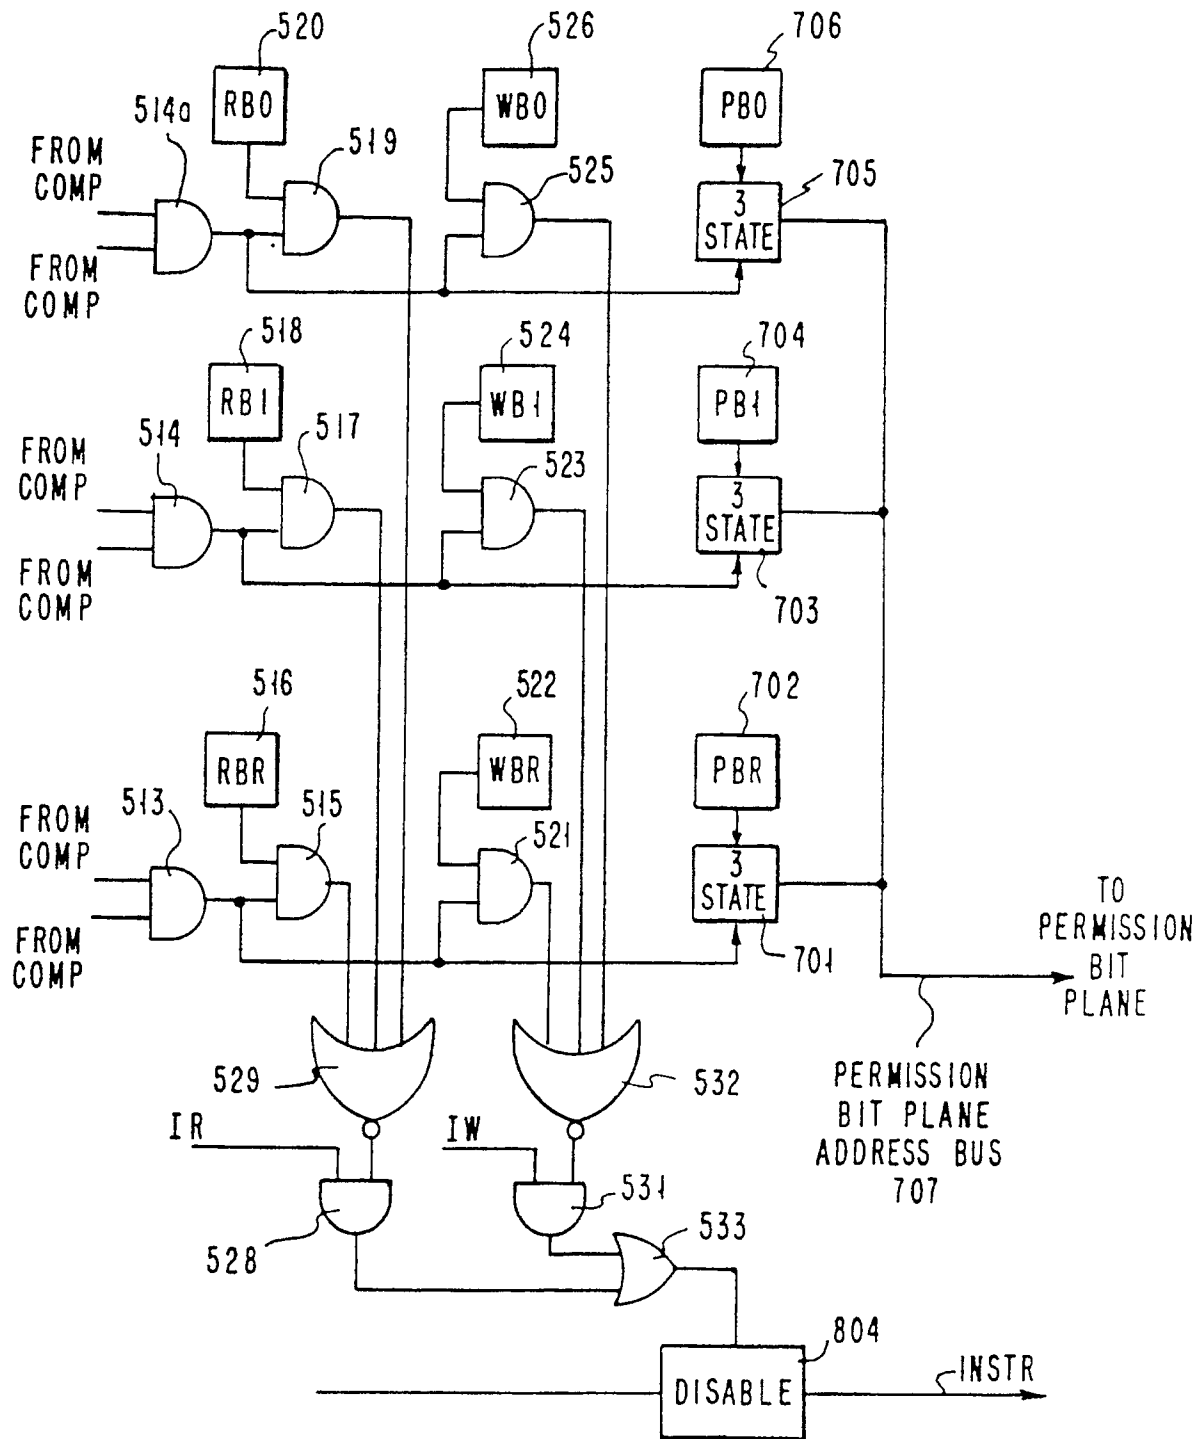 520
526
706
RB0
WB0
PB0
514a
519
525
705
FROM
COMP
3
STATE
FROM
COMP
518
524
704
RB1
WB1
PB1
514
517
523
FROM
COMP
3
STATE
FROM
COMP
703
516
522
702
RBR
WBR
PBR
513
515
521
FROM
COMP
3
STATE
FROM
COMP
701
TO
PERMISSION
BIT
PLANE
529
532
PERMISSION
BIT PLANE
ADDRESS BUS
707
IR
IW
528
531
533
804
DISABLE
INSTR